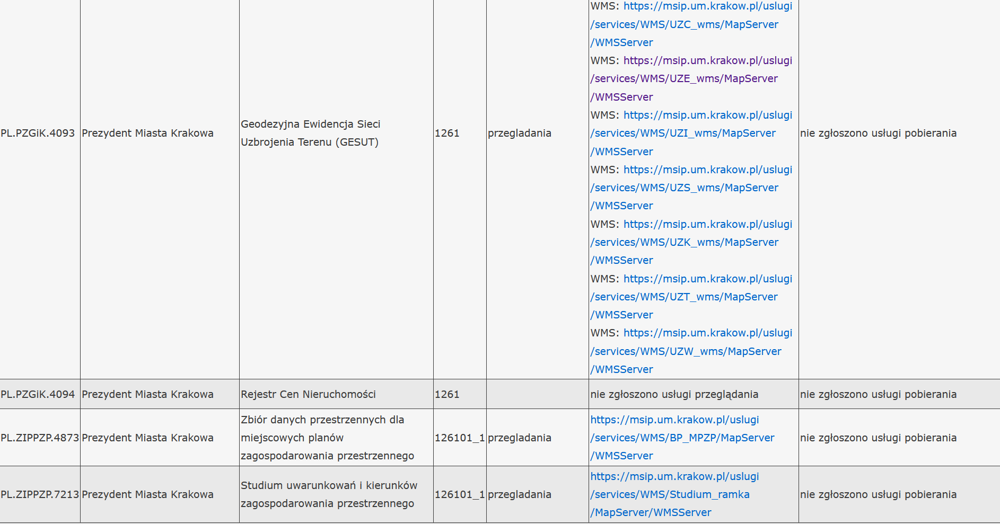 WMS: https://msip.um.krakow.pl/uslugi
/services/WMS/UZC_wms/MapServer
/WMSServer
WMS: https://msip.um.krakow.pl/uslugi
/services/WMS/UZE_wms/MapServer
/WMSServer
WMS: https://msip.um.krakow.pl/uslugi
/services/WMS/UZI_wms/MapServer
/WMSServer
WMS: https://msip.um.krakow.pl/uslugi
/services/WMS/UZS_wms/MapServer
/WMSServer
WMS: https://msip.um.krakow.pl/uslugi
/services/WMS/UZK_wms/MapServer
/WMSServer
WMS: https://msip.um.krakow.pl/uslugi
/services/WMS/UZT_wms/MapServer
/WMSServer
WMS: https://msip.um.krakow.pl/uslugi
/services/WMS/UZW_wms/MapServer
/WMSServer
PL.PZGiK.4093
Prezydent Miasta Krakowa
Geodezyjna Ewidencja Sieci
Uzbrojenia Terenu (GESUT)
1261
przegladania
nie zgłoszono usługi pobierania
PL.PZGiK.4094
Prezydent Miasta Krakowa
Rejestr Cen Nieruchomości
1261
nie zgłoszono usługi przeglądania
nie zgłoszono usługi pobierania
PL.ZIPPZP.4873
Prezydent Miasta Krakowa
Zbiór danych przestrzennych dla
miejscowych planów
zagospodarowania przestrzennego
126101_1
przegladania
https://msip.um.krakow.pl/uslugi
/services/WMS/BP_MPZP/MapServer
/WMSServer
nie zgłoszono usługi pobierania
PL.ZIPPZP.7213
Prezydent Miasta Krakowa
Studium uwarunkowań i kierunków
zagospodarowania przestrzennego
126101_1
przegladania
https://msip.um.krakow.pl/uslugi
/services/WMS/Studium_ramka
/MapServer/WMSServer
nie zgłoszono usługi pobierania